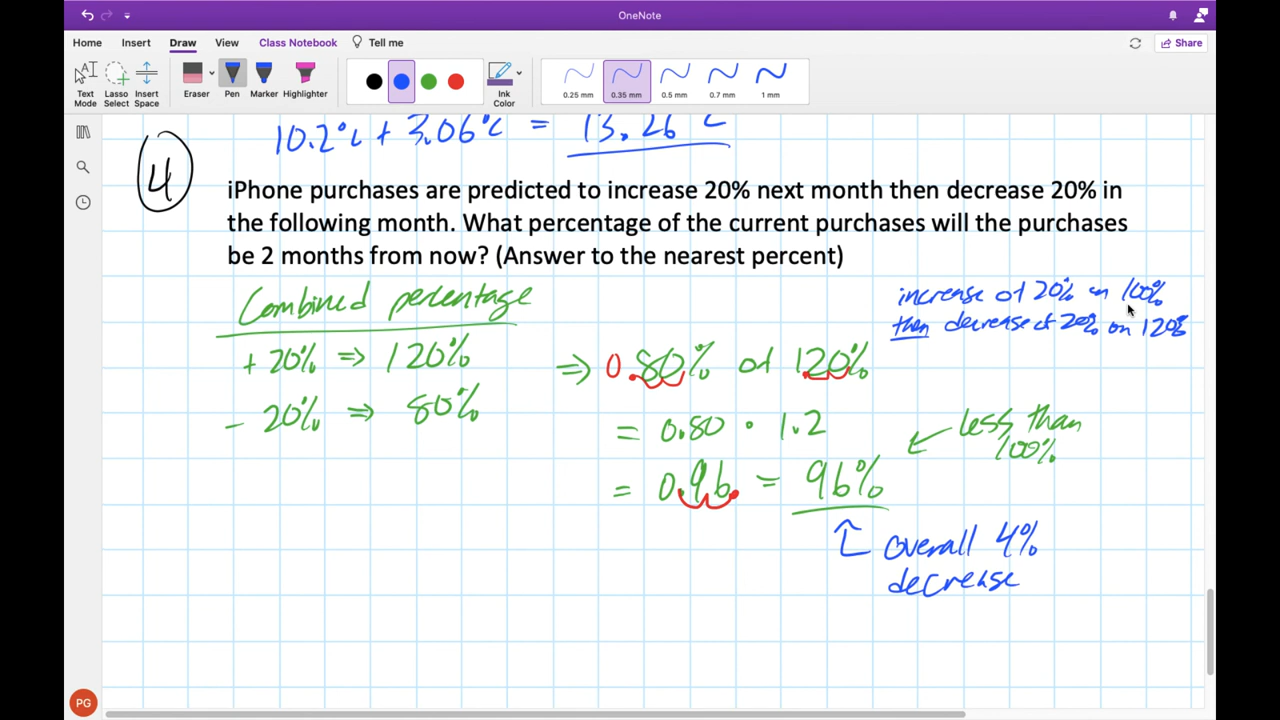 OneNote
Home Insert Draw View Class Notebook Tell me Share
Text Mode Lasso Select Insert Space Eraser Pen Marker Highlighter Ink Color 0.25 mm 0.35 mm 0.5 mm 0.7 mm 1 mm
10.2°C + 3.06°C = 13.26°C
4
iPhone purchases are predicted to increase 20% next month then decrease 20% in
the following month. What percentage of the current purchases will the purchases
be 2 months from now? (Answer to the nearest percent)
Combined percentage
increase of 20% on 100%
then decrease of 20% on 120%
+ 20% ⇒ 120%
⇒ 0.80% of 120%
- 20% ⇒ 80%
= 0.80 · 1.2
less than
100%
= 0.96. = 96%
overall 4%
decrease
PG